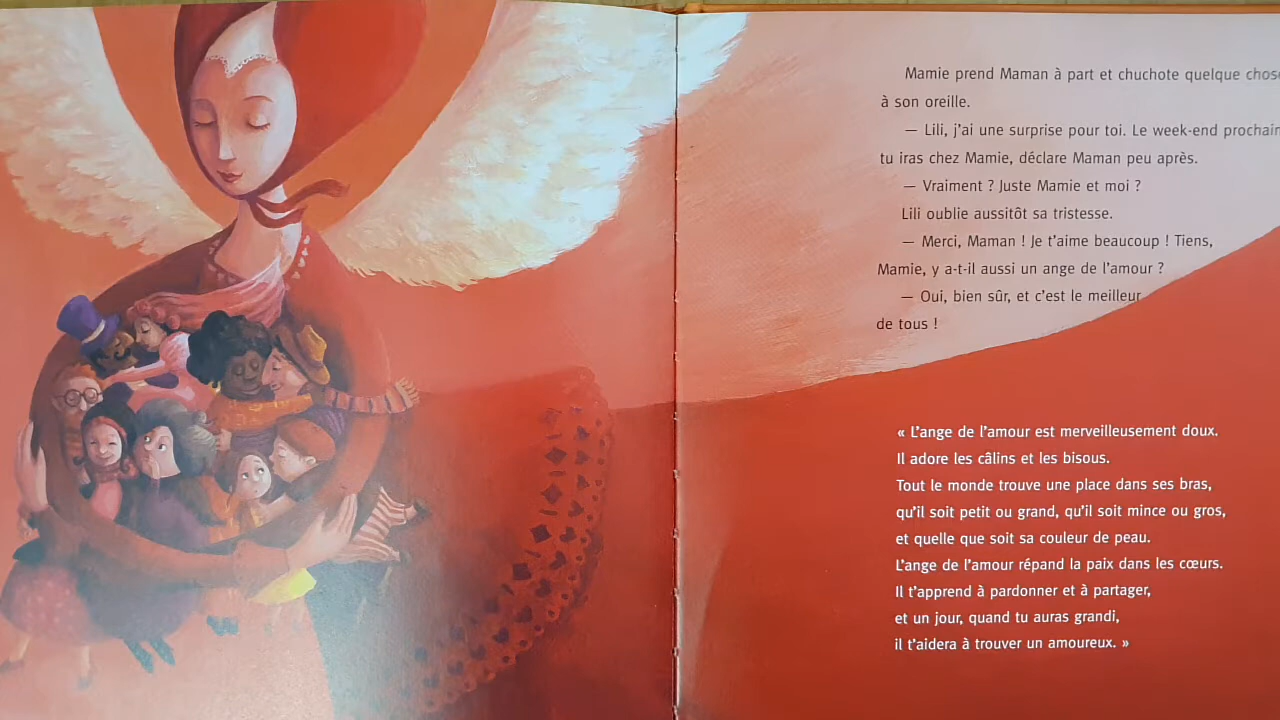 Mamie prend Maman à part et chuchote quelque chose
à son oreille.
— Lili, j'ai une surprise pour toi. Le week-end prochain
tu iras chez Mamie, déclare Maman peu après.
— Vraiment ? Juste Mamie et moi ?
Lili oublie aussitôt sa tristesse.
— Merci, Maman ! Je t'aime beaucoup ! Tiens,
Mamie, y a-t-il aussi un ange de l'amour ?
— Oui, bien sûr, et c'est le meilleur
de tous !
« L'ange de l'amour est merveilleusement doux.
Il adore les câlins et les bisous.
Tout le monde trouve une place dans ses bras,
qu'il soit petit ou grand, qu'il soit mince ou gros,
et quelle que soit sa couleur de peau.
L'ange de l'amour répand la paix dans les cœurs.
Il t'apprend à pardonner et à partager,
et un jour, quand tu auras grandi,
il t'aidera à trouver un amoureux. »